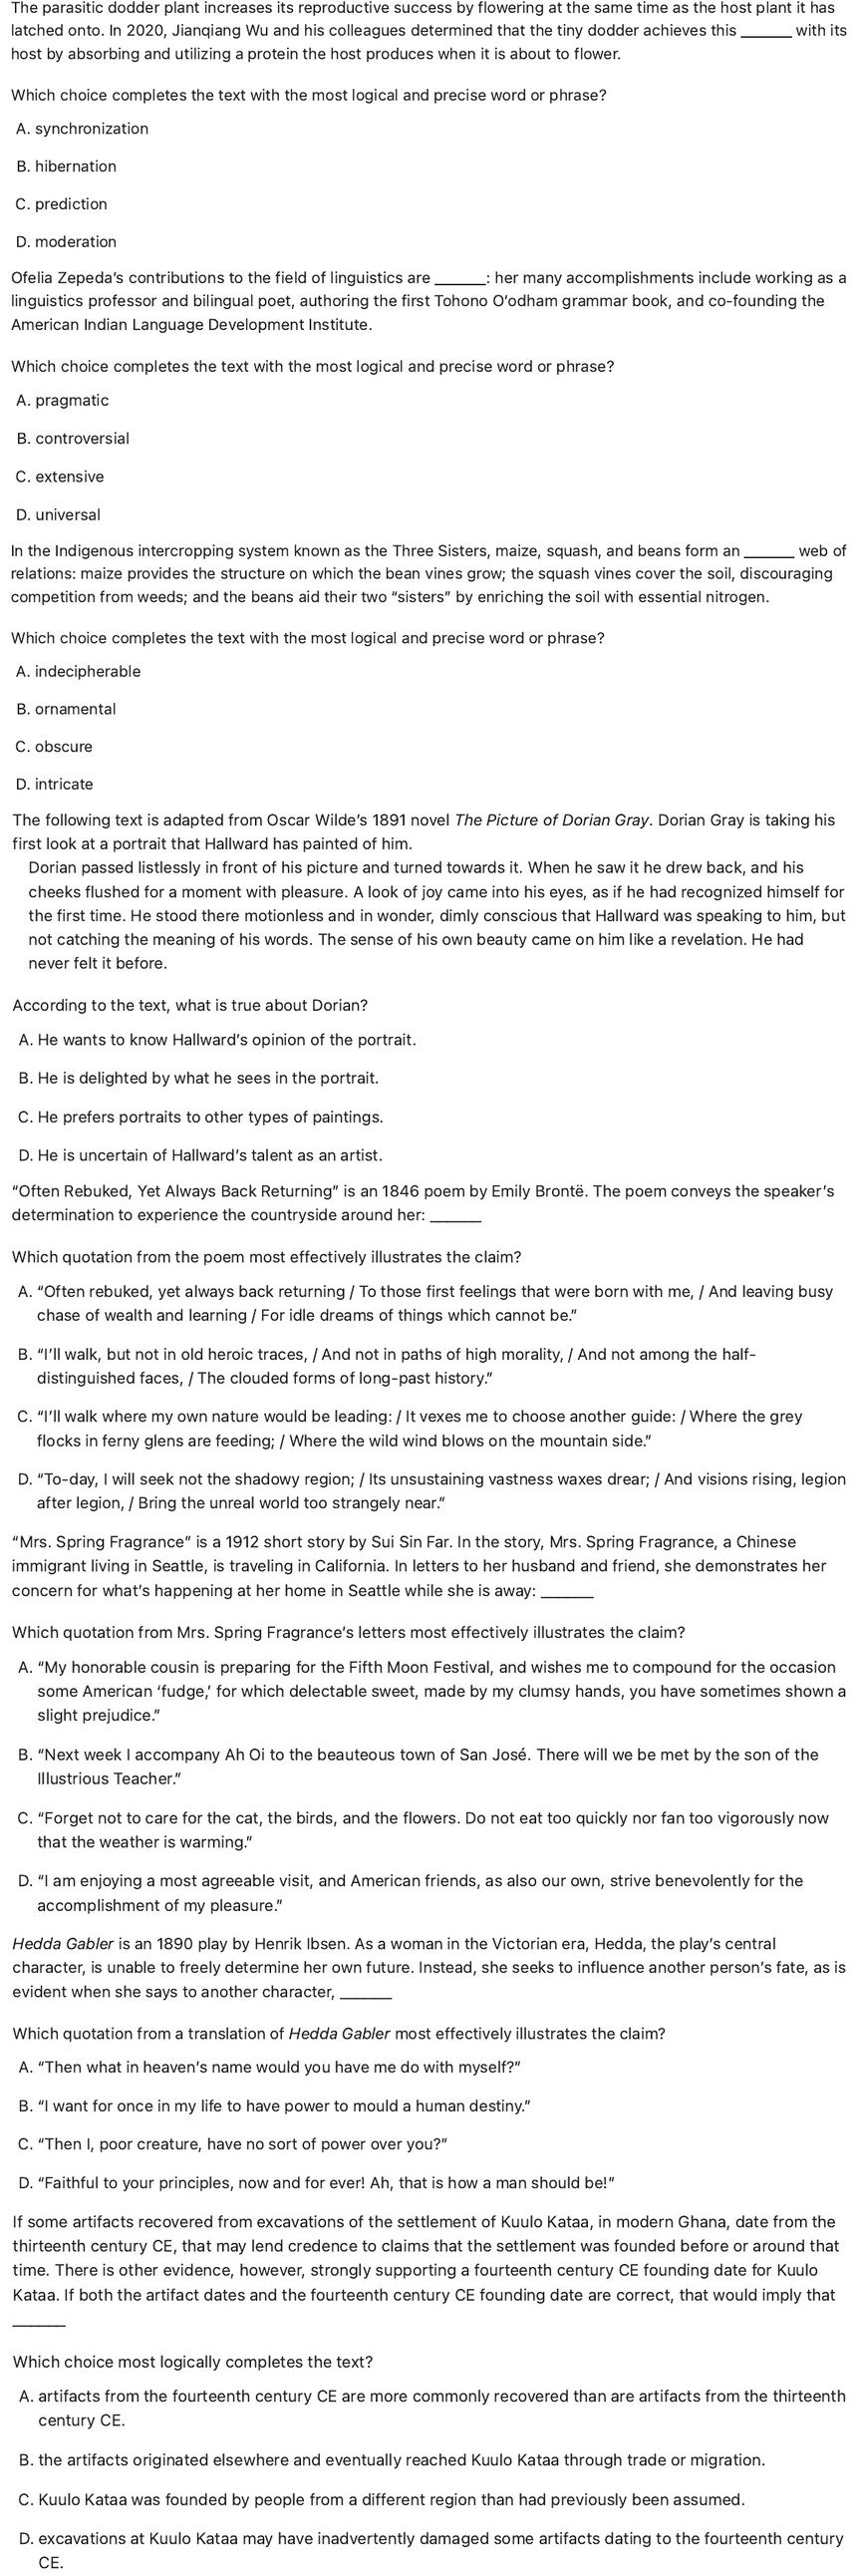 The parasitic dodder plant increases its reproductive success by flowering at the same time as the host plant it has
latched onto. In 2020, Jianqiang Wu and his colleagues determined that the tiny dodder achieves this ______ with its
host by absorbing and utilizing a protein the host produces when it is about to flower.
Which choice completes the text with the most logical and precise word or phrase?
A. synchronization
B. hibernation
C. prediction
D. moderation
Ofelia Zepeda's contributions to the field of linguistics are ______: her many accomplishments include working as a
linguistics professor and bilingual poet, authoring the first Tohono O'odham grammar book, and co-founding the
American Indian Language Development Institute.
Which choice completes the text with the most logical and precise word or phrase?
A. pragmatic
B. controversial
C. extensive
D. universal
In the Indigenous intercropping system known as the Three Sisters, maize, squash, and beans form an ______ web of
relations: maize provides the structure on which the bean vines grow; the squash vines cover the soil, discouraging
competition from weeds; and the beans aid their two “sisters” by enriching the soil with essential nitrogen.
Which choice completes the text with the most logical and precise word or phrase?
A. indecipherable
B. ornamental
C. obscure
D. intricate
The following text is adapted from Oscar Wilde's 1891 novel The Picture of Dorian Gray. Dorian Gray is taking his
first look at a portrait that Hallward has painted of him.
Dorian passed listlessly in front of his picture and turned towards it. When he saw it he drew back, and his
cheeks flushed for a moment with pleasure. A look of joy came into his eyes, as if he had recognized himself for
the first time. He stood there motionless and in wonder, dimly conscious that Hallward was speaking to him, but
not catching the meaning of his words. The sense of his own beauty came on him like a revelation. He had
never felt it before.
According to the text, what is true about Dorian?
A. He wants to know Hallward's opinion of the portrait.
B. He is delighted by what he sees in the portrait.
C. He prefers portraits to other types of paintings.
D. He is uncertain of Hallward's talent as an artist.
“Often Rebuked, Yet Always Back Returning” is an 1846 poem by Emily Brontë. The poem conveys the speaker's
determination to experience the countryside around her: ______
Which quotation from the poem most effectively illustrates the claim?
A. “Often rebuked, yet always back returning / To those first feelings that were born with me, / And leaving busy
chase of wealth and learning / For idle dreams of things which cannot be.”
B. “I'll walk, but not in old heroic traces, / And not in paths of high morality, / And not among the half-
distinguished faces, / The clouded forms of long-past history.”
C. “I'll walk where my own nature would be leading: / It vexes me to choose another guide: / Where the grey
flocks in ferny glens are feeding; / Where the wild wind blows on the mountain side.”
D. “To-day, I will seek not the shadowy region; / Its unsustaining vastness waxes drear; / And visions rising, legion
after legion, / Bring the unreal world too strangely near.”
“Mrs. Spring Fragrance” is a 1912 short story by Sui Sin Far. In the story, Mrs. Spring Fragrance, a Chinese
immigrant living in Seattle, is traveling in California. In letters to her husband and friend, she demonstrates her
concern for what's happening at her home in Seattle while she is away: ______
Which quotation from Mrs. Spring Fragrance's letters most effectively illustrates the claim?
A. “My honorable cousin is preparing for the Fifth Moon Festival, and wishes me to compound for the occasion
some American ‘fudge,’ for which delectable sweet, made by my clumsy hands, you have sometimes shown a
slight prejudice.”
B. “Next week I accompany Ah Oi to the beauteous town of San José. There will we be met by the son of the
Illustrious Teacher.”
C. “Forget not to care for the cat, the birds, and the flowers. Do not eat too quickly nor fan too vigorously now
that the weather is warming.”
D. “I am enjoying a most agreeable visit, and American friends, as also our own, strive benevolently for the
accomplishment of my pleasure.”
Hedda Gabler is an 1890 play by Henrik Ibsen. As a woman in the Victorian era, Hedda, the play's central
character, is unable to freely determine her own future. Instead, she seeks to influence another person's fate, as is
evident when she says to another character, ______
Which quotation from a translation of Hedda Gabler most effectively illustrates the claim?
A. “Then what in heaven's name would you have me do with myself?”
B. “I want for once in my life to have power to mould a human destiny.”
C. “Then I, poor creature, have no sort of power over you?”
D. “Faithful to your principles, now and for ever! Ah, that is how a man should be!”
If some artifacts recovered from excavations of the settlement of Kuulo Kataa, in modern Ghana, date from the
thirteenth century CE, that may lend credence to claims that the settlement was founded before or around that
time. There is other evidence, however, strongly supporting a fourteenth century CE founding date for Kuulo
Kataa. If both the artifact dates and the fourteenth century CE founding date are correct, that would imply that
______
Which choice most logically completes the text?
A. artifacts from the fourteenth century CE are more commonly recovered than are artifacts from the thirteenth
century CE.
B. the artifacts originated elsewhere and eventually reached Kuulo Kataa through trade or migration.
C. Kuulo Kataa was founded by people from a different region than had previously been assumed.
D. excavations at Kuulo Kataa may have inadvertently damaged some artifacts dating to the fourteenth century
CE.